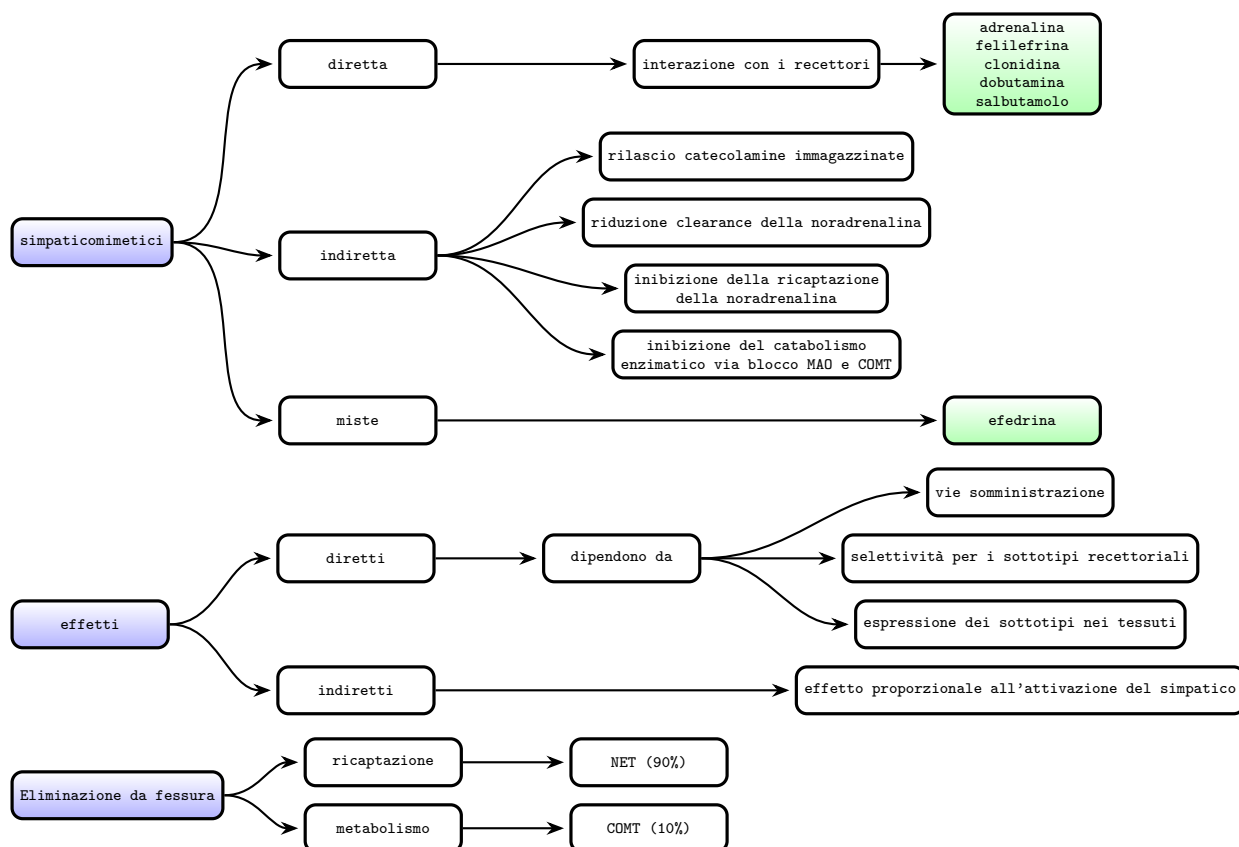 simpaticomimetici
diretta
interazione con i recettori
adrenalina
felilefrina
clonidina
dobutamina
salbutamolo
indiretta
rilascio catecolamine immagazzinate
riduzione clearance della noradrenalina
inibizione della ricaptazione
della noradrenalina
inibizione del catabolismo
enzimatico via blocco MAO e COMT
miste
efedrina
effetti
diretti
dipendono da
vie somministrazione
selettività per i sottotipi recettoriali
espressione dei sottotipi nei tessuti
indiretti
effetto proporzionale all'attivazione del simpatico
Eliminazione da fessura
ricaptazione
NET (90%)
metabolismo
COMT (10%)